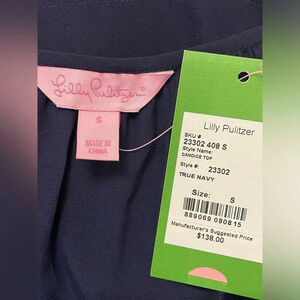 Lilly Pulitzer
S
MADE IN
CHINA
Lilly Pulitzer
SKU #
23302 408 S
Style Name:
CANDICE TOP
Style #: 23302
TRUE NAVY
Size: S
889069 080815
Manufacturer's Suggested Price
$138.00